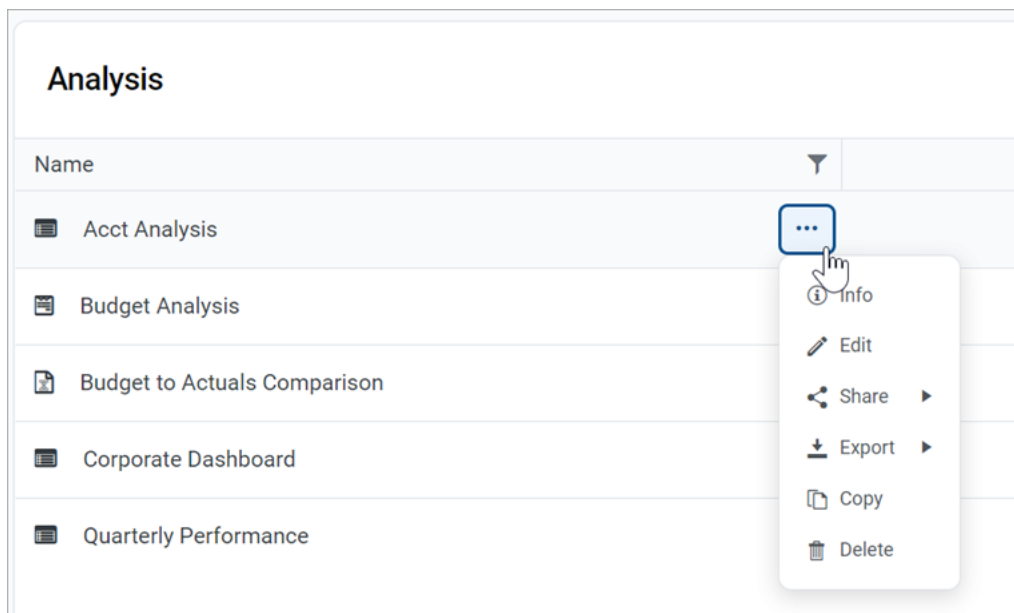 Analysis
Name
Acct Analysis
Info
Budget Analysis
Edit
Budget to Actuals Comparison
Share
Export
Corporate Dashboard
Copy
Quarterly Performance
Delete